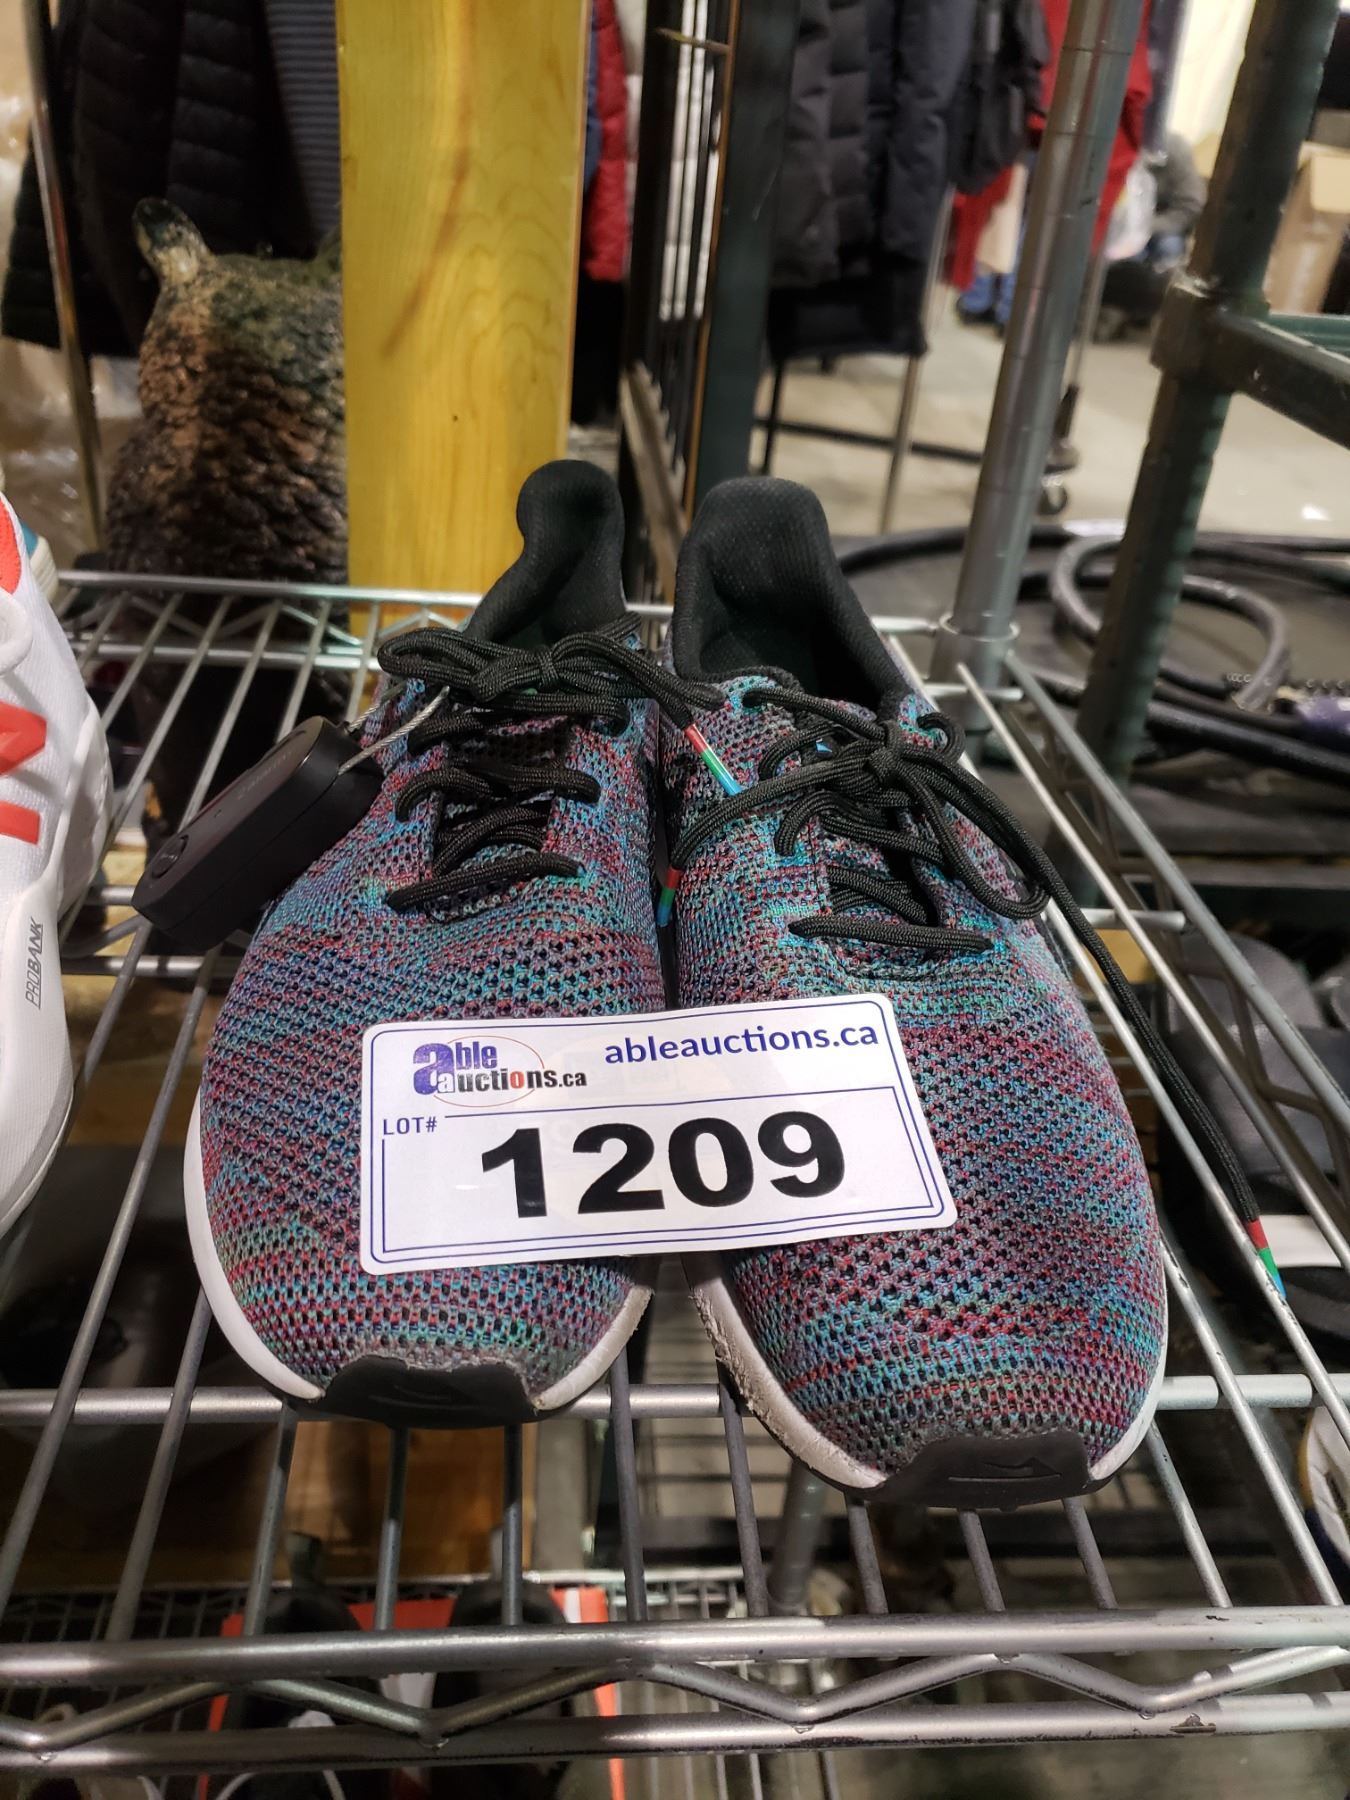 able auctions.ca
ableauctions.ca
LOT#
1209
PROBANK
N